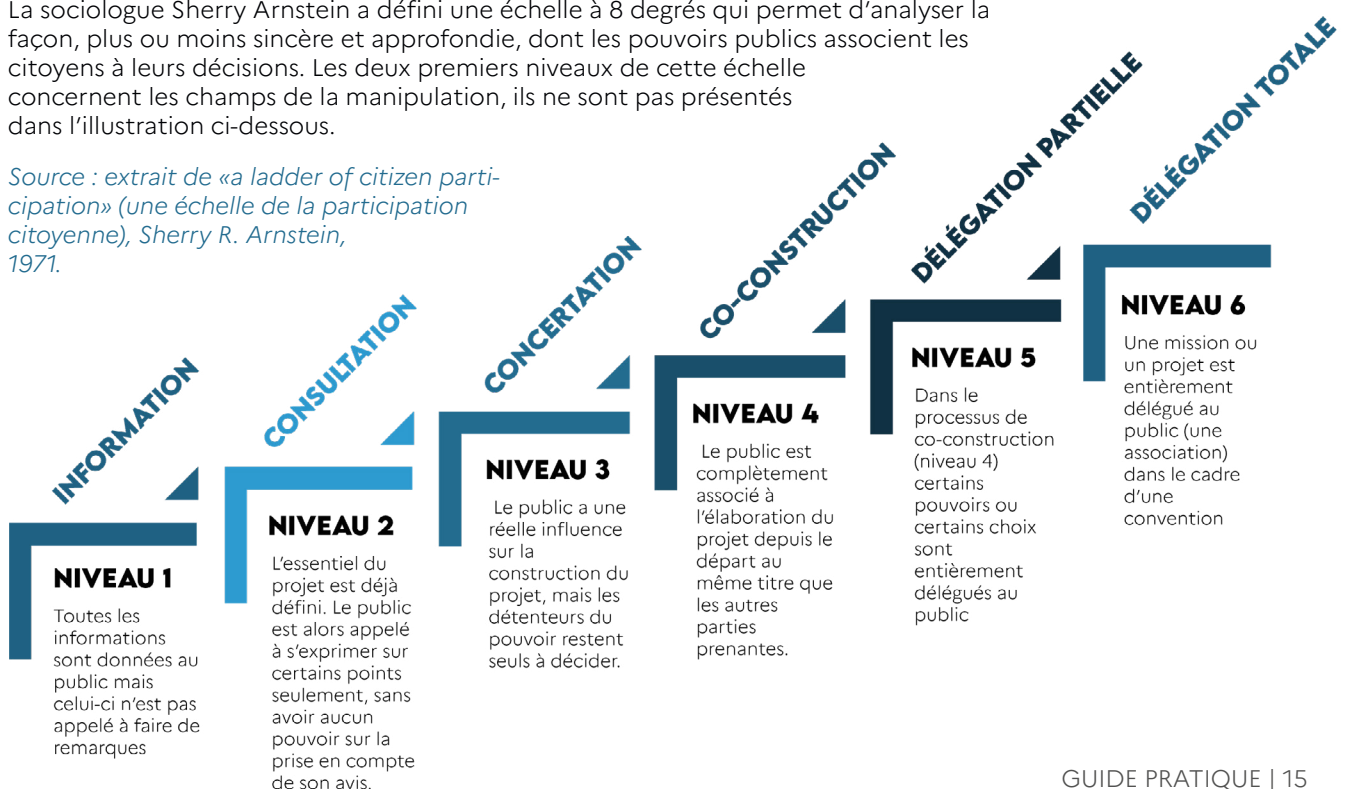 La sociologue Sherry Arnstein a défini une échelle à 8 degrés qui permet d'analyser la
façon, plus ou moins sincère et approfondie, dont les pouvoirs publics associent les
citoyens à leurs décisions. Les deux premiers niveaux de cette échelle
concernent les champs de la manipulation, ils ne sont pas présentés
dans l'illustration ci-dessous.
Source : extrait de «a ladder of citizen parti-
cipation» (une échelle de la participation
citoyenne), Sherry R. Arnstein,
1971.
INFORMATION
NIVEAU 1
Toutes les
informations
sont données au
public mais
celui-ci n'est pas
appelé à faire de
remarques
CONSULTATION
NIVEAU 2
L'essentiel du
projet est déjà
défini. Le public
est alors appelé
à s'exprimer sur
certains points
seulement, sans
avoir aucun
pouvoir sur la
prise en compte
de son avis.
CONCERTATION
NIVEAU 3
Le public a une
réelle influence
sur la
construction du
projet, mais les
détenteurs du
pouvoir restent
seuls à décider.
CO-CONSTRUCTION
NIVEAU 4
Le public est
complètement
associé à
l'élaboration du
projet depuis le
départ au
même titre que
les autres
parties
prenantes.
DÉLÉGATION PARTIELLE
NIVEAU 5
Dans le
processus de
co-construction
(niveau 4)
certains
pouvoirs ou
certains choix
sont
entièrement
délégués au
public
DÉLÉGATION TOTALE
NIVEAU 6
Une mission ou
un projet est
entièrement
délégué au
public (une
association)
dans le cadre
d'une
convention
GUIDE PRATIQUE | 15